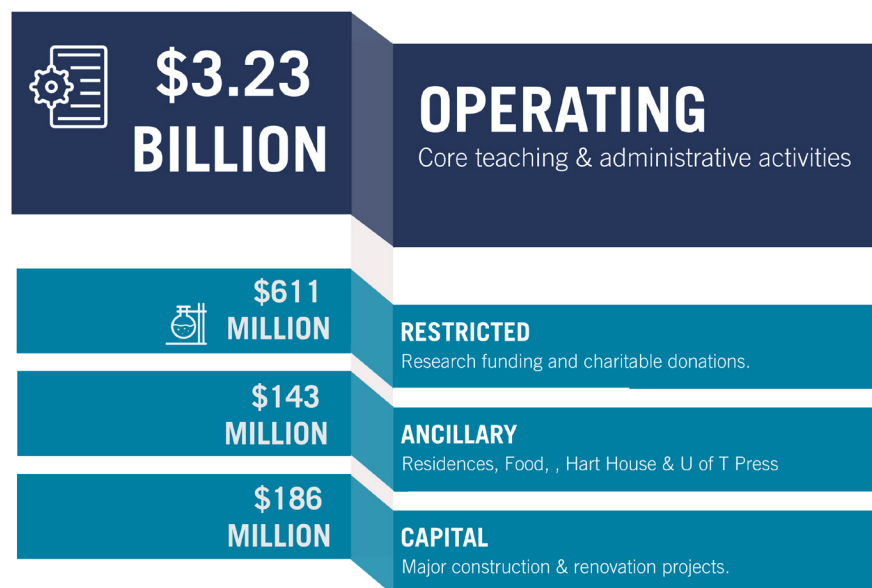 $3.23
BILLION
OPERATING
Core teaching & administrative activities
$611
MILLION
RESTRICTED
Research funding and charitable donations.
$143
MILLION
ANCILLARY
Residences, Food, , Hart House & U of T Press
$186
MILLION
CAPITAL
Major construction & renovation projects.